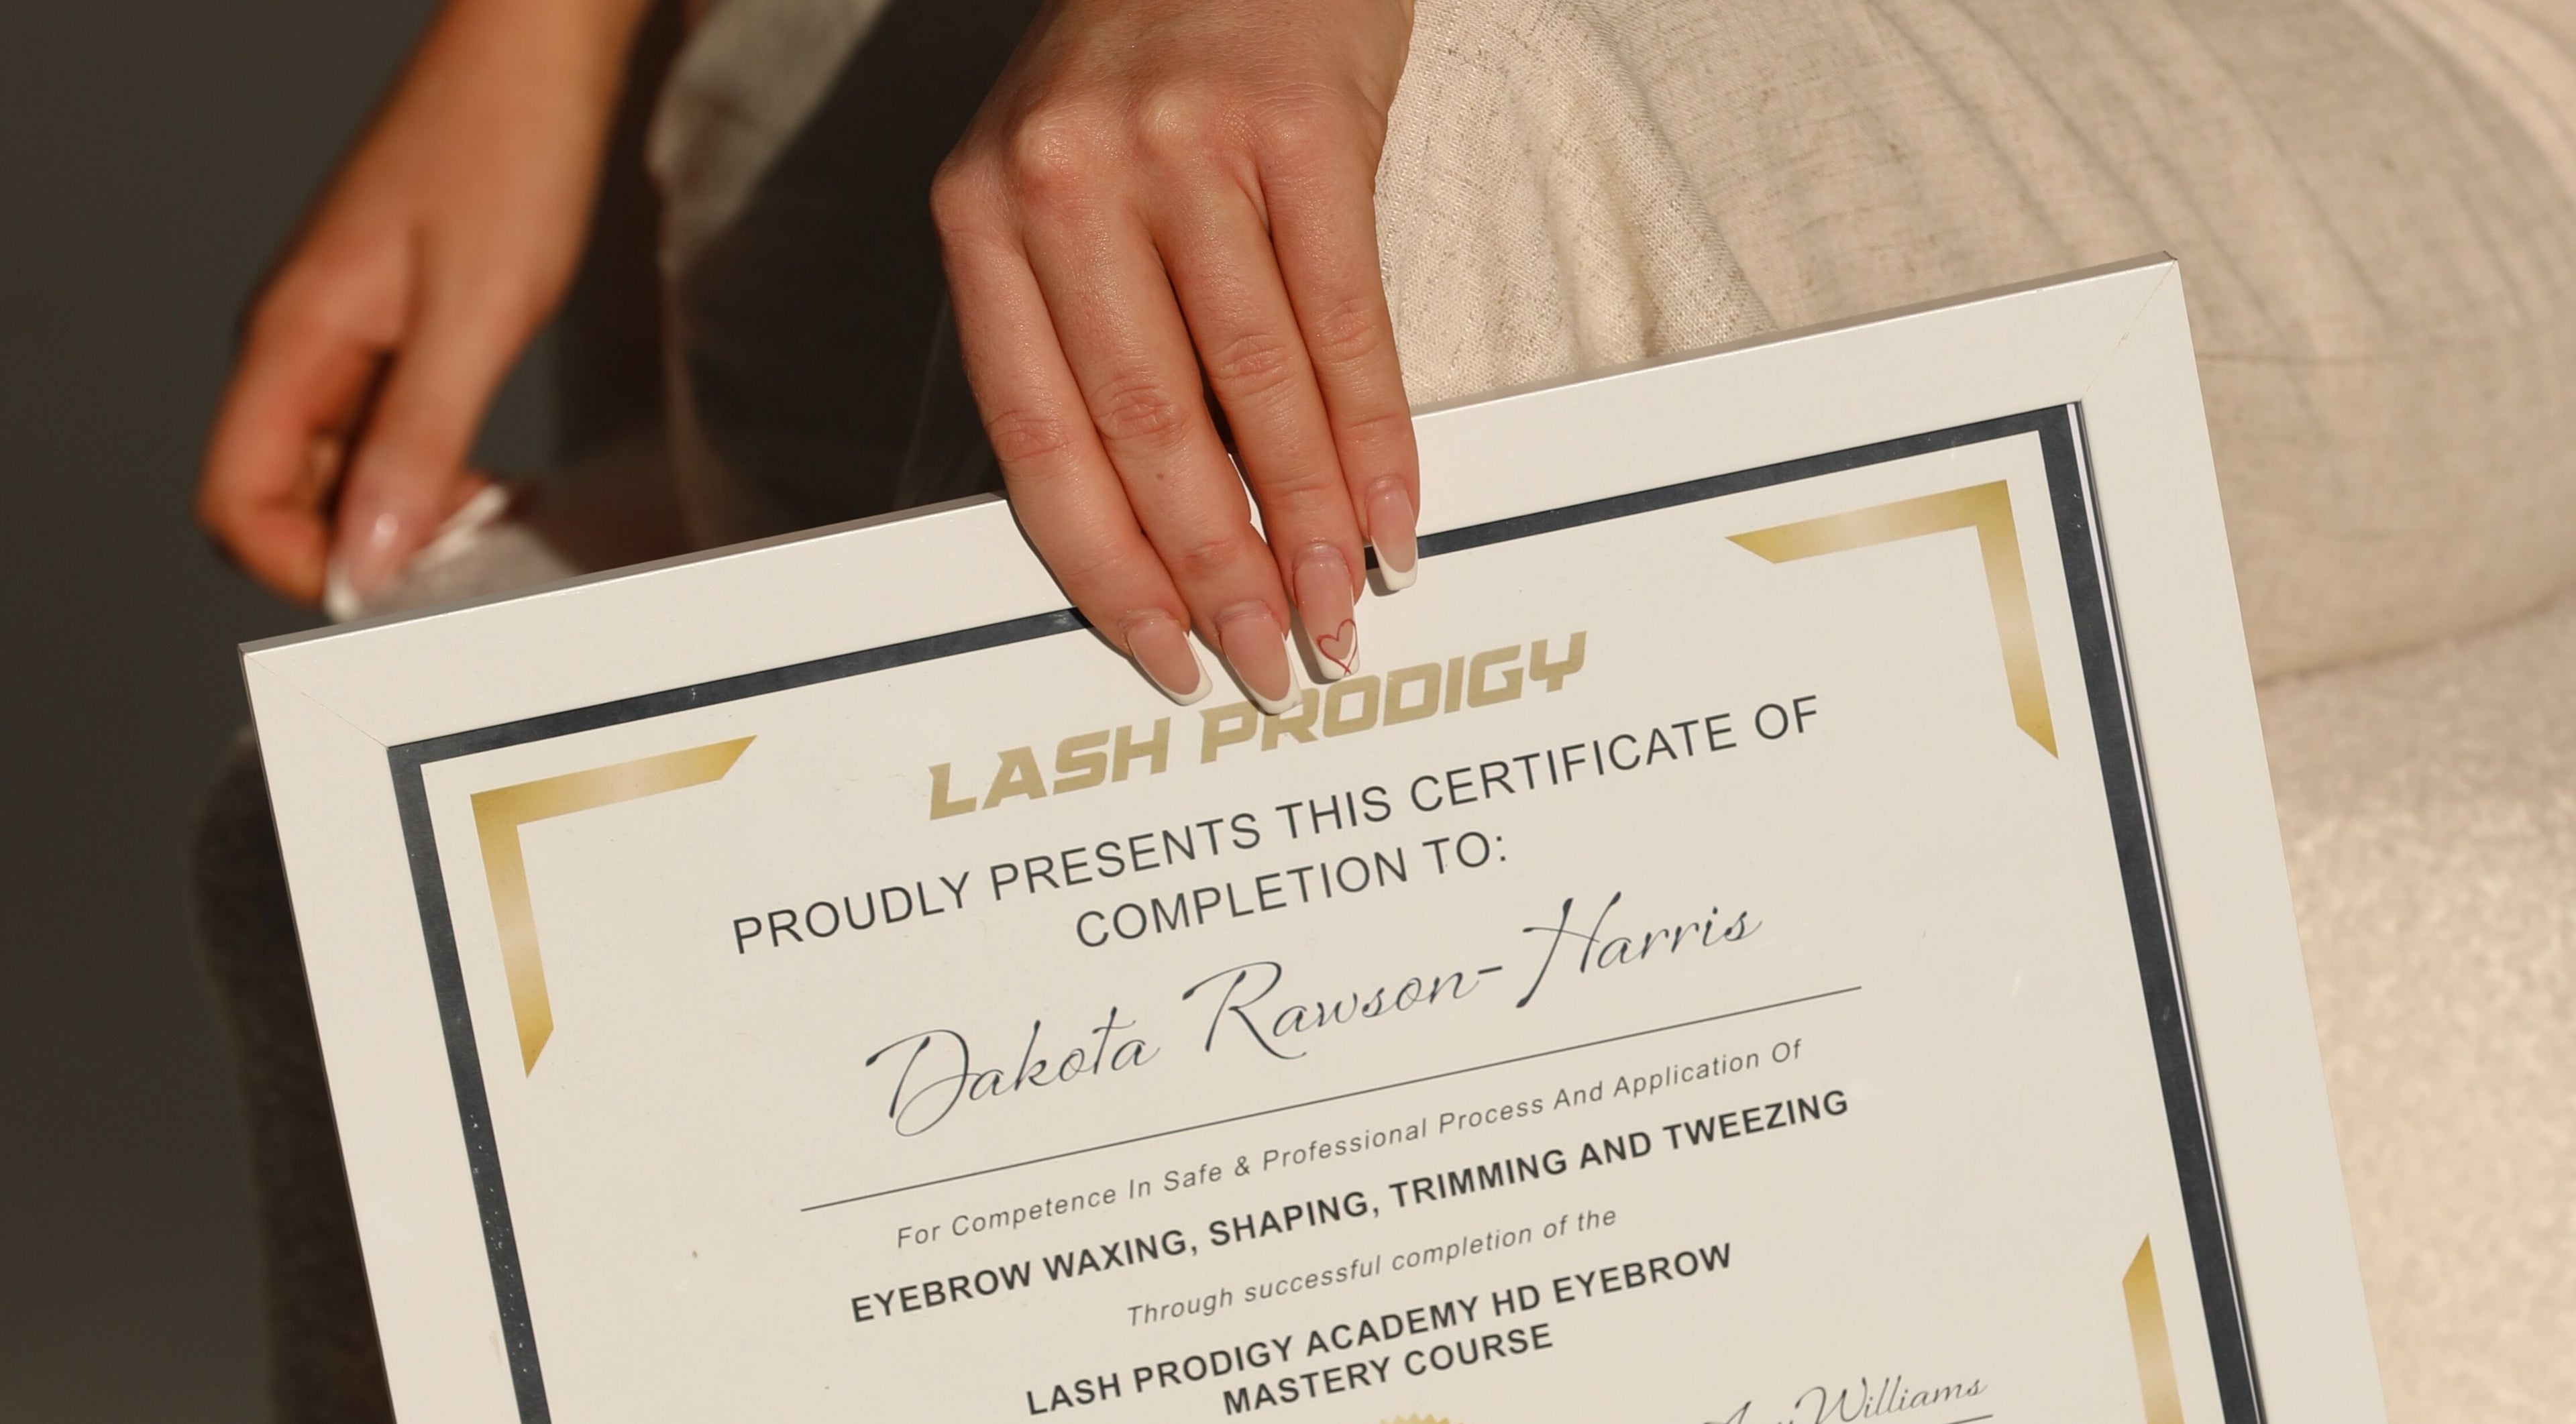 LASH PRODIGY
PROUDLY PRESENTS THIS CERTIFICATE OF
COMPLETION TO:
Dakota Rawson-Harris
For Competence In Safe & Professional Process And Application Of
EYEBROW WAXING, SHAPING, TRIMMING AND TWEEZING
Through successful completion of the
LASH PRODIGY ACADEMY HD EYEBROW
MASTERY COURSE
Williams